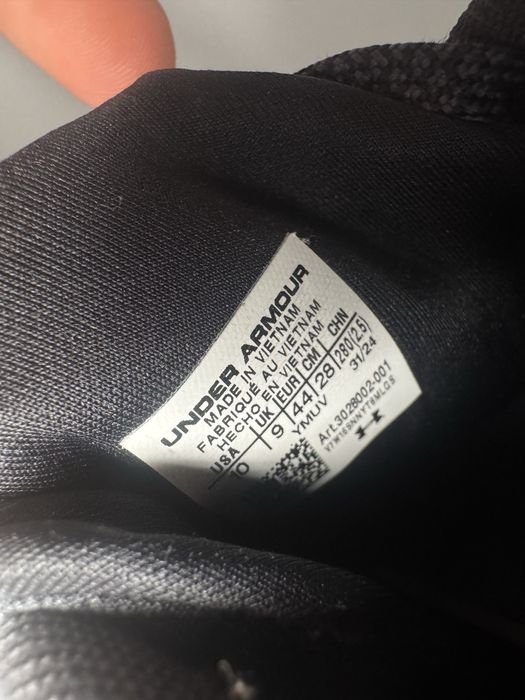 UNDER ARMOUR
MADE IN VIETNAM
FABRIQUÉ AU VIETNAM
HECHO EN VIETNAM
USA UK EUR CM CHN
10 9 44 28 280(2.5)
YMUV 31/24
Art.3028002-001
V1M16SNNYT8MLGS